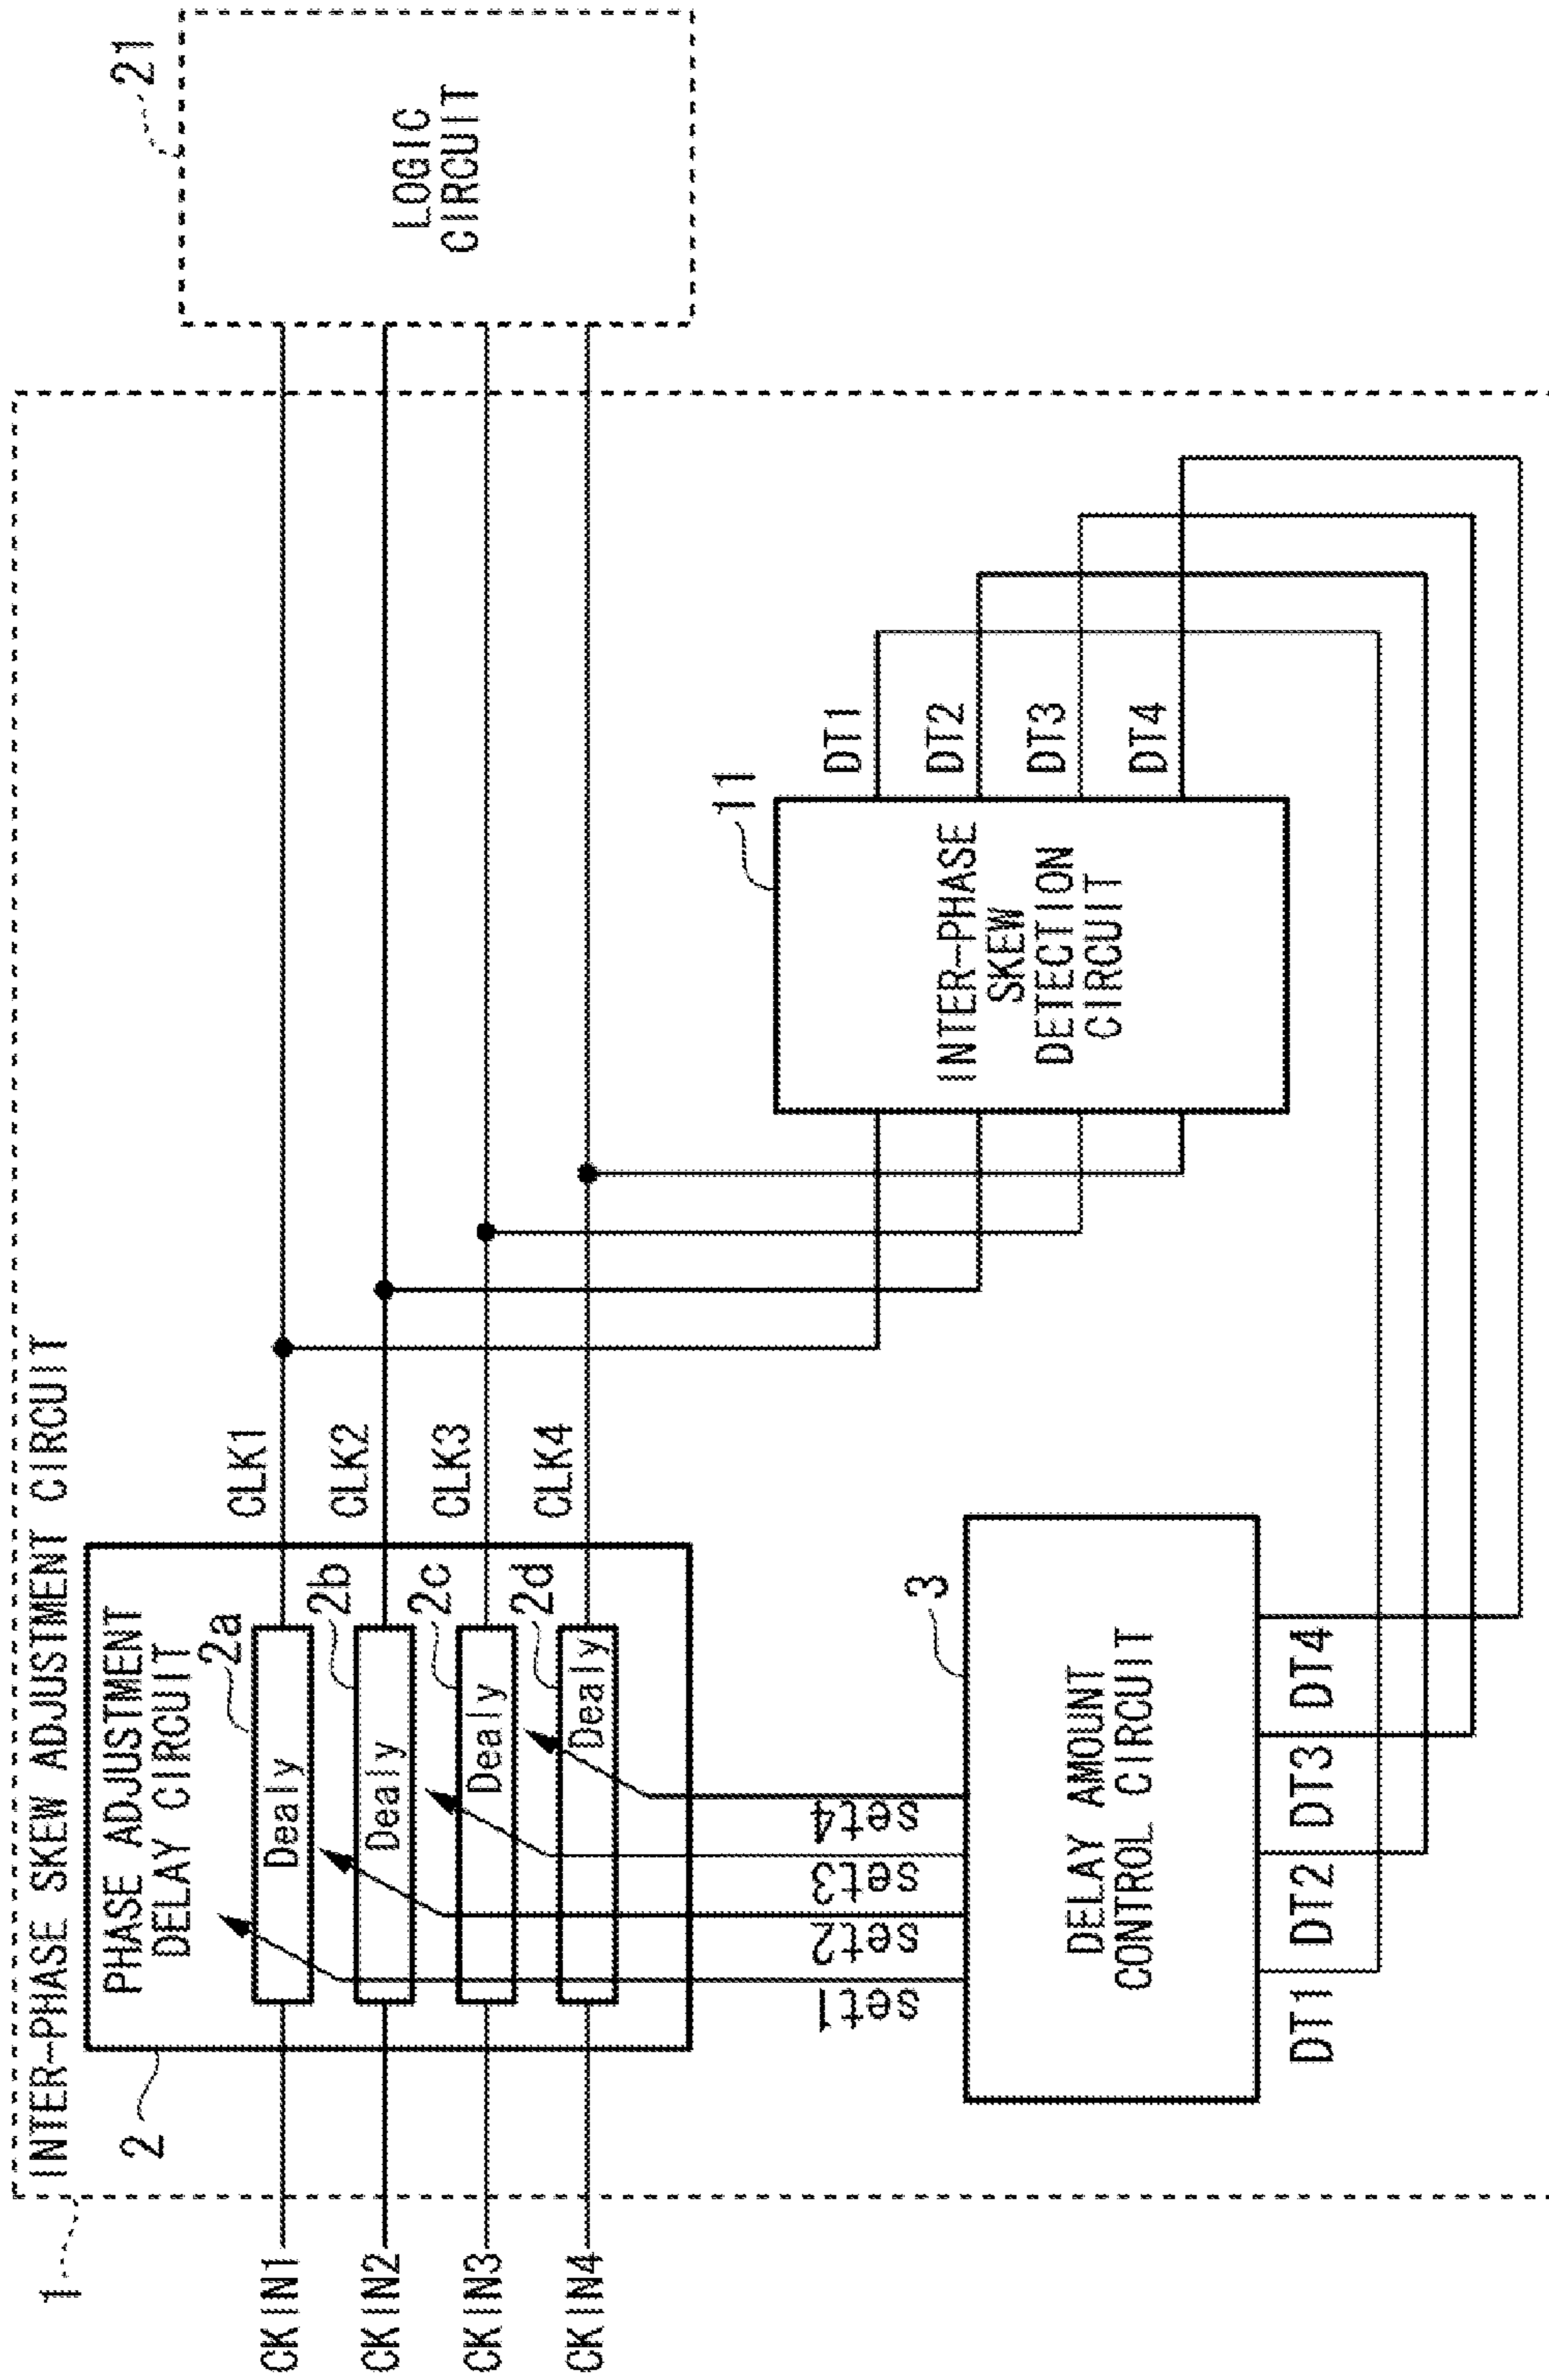 INTER-PHASE SKEW ADJUSTMENT CIRCUIT
1
PHASE ADJUSTMENT
DELAY CIRCUIT
2
2a
Dealy
2b
Dealy
2c
Dealy
2d
Dealy
CKIN1
CKIN2
CKIN3
CKIN4
CLK1
CLK2
CLK3
CLK4
21
LOGIC
CIRCUIT
set1
set2
set3
set4
3
DELAY AMOUNT
CONTROL CIRCUIT
DT1
DT2
DT3
DT4
11
INTER-PHASE
SKEW
DETECTION
CIRCUIT
DT1
DT2
DT3
DT4